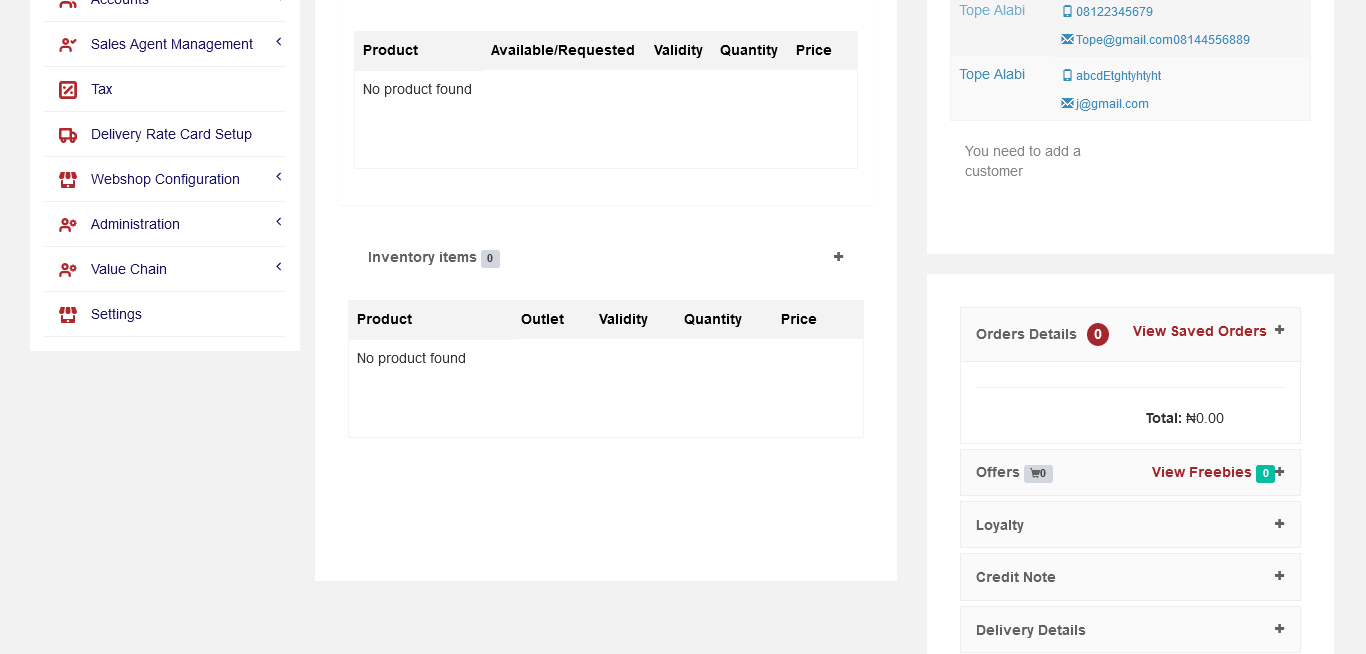 Accounts
Sales Agent Management
Tax
Delivery Rate Card Setup
Webshop Configuration
Administration
Value Chain
Settings
Product Available/Requested Validity Quantity Price
No product found
Inventory items 0
Product Outlet Validity Quantity Price
No product found
Tope Alabi 08122345679
Tope@gmail.com08144556889
Tope Alabi abcdEtghtyhtyht
j@gmail.com
You need to add a
customer
Orders Details 0 View Saved Orders
Total: ₦0.00
Offers 0 View Freebies 0
Loyalty
Credit Note
Delivery Details